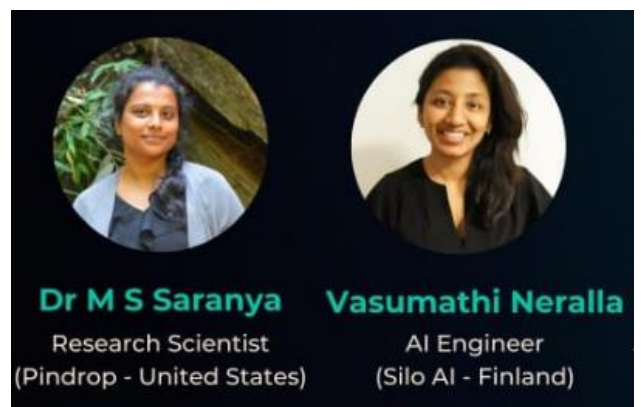 Dr M S Saranya
Research Scientist
(Pindrop - United States)
Vasumathi Neralla
AI Engineer
(Silo AI - Finland)